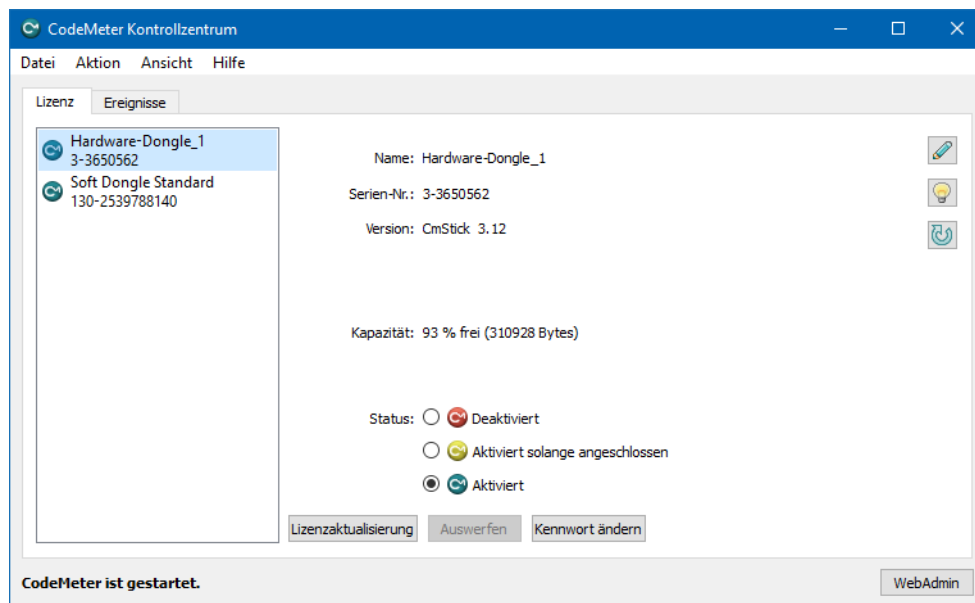 CodeMeter Kontrollzentrum
Datei Aktion Ansicht Hilfe
Lizenz Ereignisse
Hardware-Dongle_1
3-3650562
Soft Dongle Standard
130-2539788140
Name: Hardware-Dongle_1
Serien-Nr.: 3-3650562
Version: CmStick 3.12
Kapazität: 93 % frei (310928 Bytes)
Status: Deaktiviert
Aktiviert solange angeschlossen
Aktiviert
Lizenzaktualisierung Auswerfen Kennwort ändern
CodeMeter ist gestartet. WebAdmin